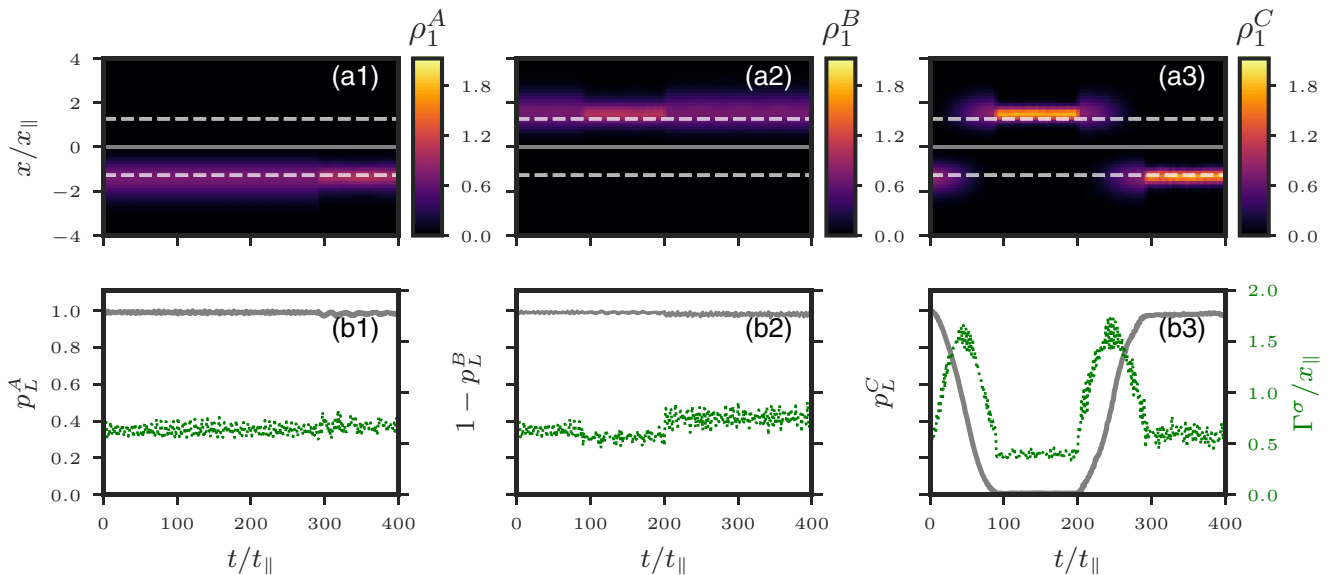 ρ₁ᴬ ρ₁ᴮ ρ₁ᶜ
x/x∥
4 2 0 −2 −4
(a1) (a2) (a3)
1.8 1.2 0.6 0.0
1.8 1.2 0.6 0.0
1.8 1.2 0.6 0.0
p_L^A
1.0 0.8 0.6 0.4 0.2 0.0
(b1)
0 100 200 300 400
t/t∥
1 − p_L^B
(b2)
0 100 200 300 400
t/t∥
p_L^C
(b3)
0 100 200 300 400
t/t∥
2.0 1.5 1.0 0.5 0.0
Γ^σ/x∥